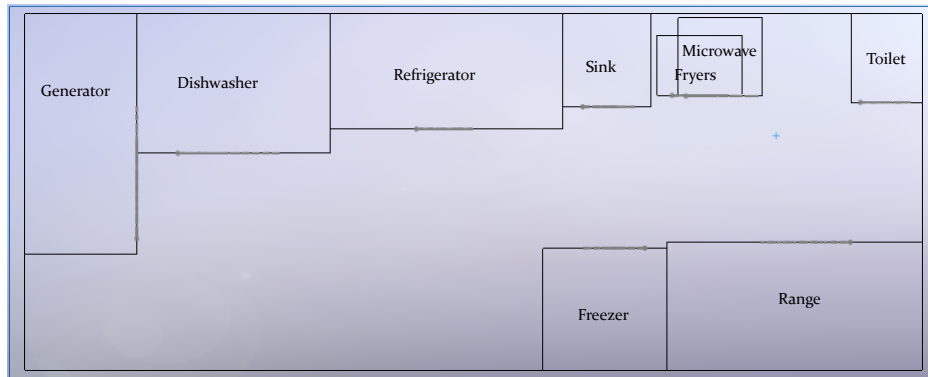 Generator
Dishwasher
Refrigerator
Sink
Microwave
Fryers
Toilet
Freezer
Range